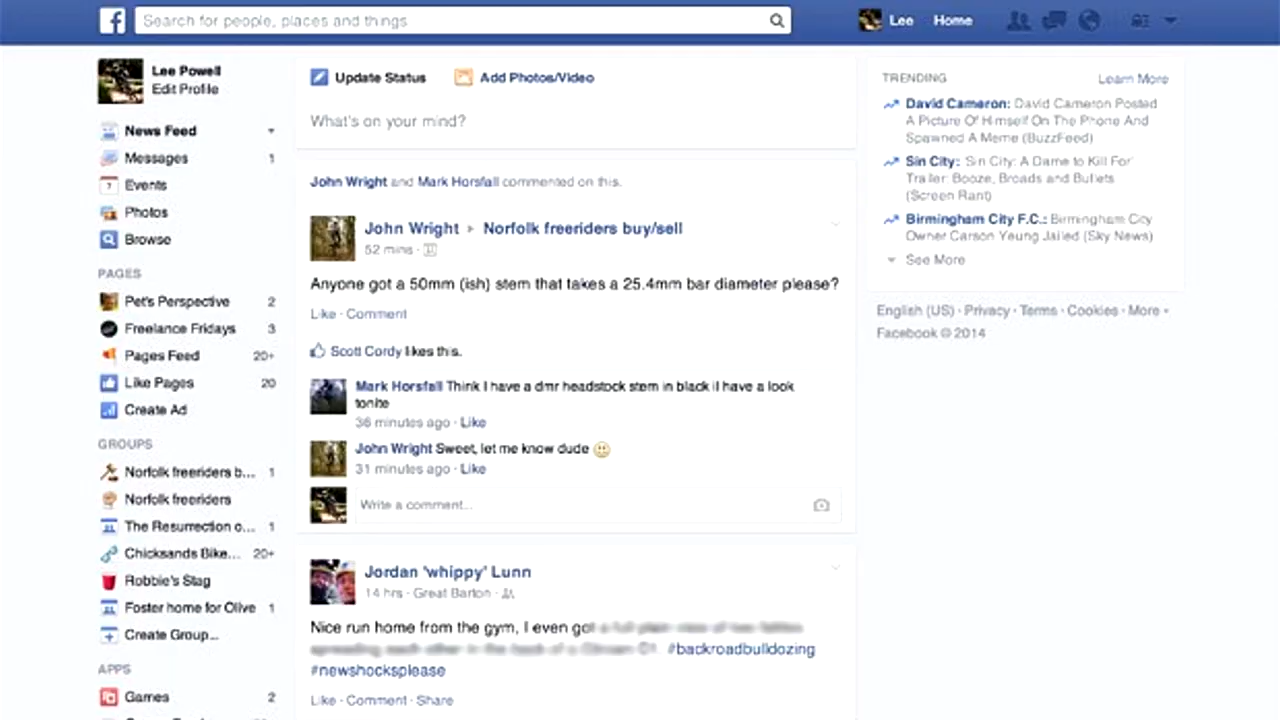 f
Search for people, places and things
Lee
Home
Lee Powell
Edit Profile
News Feed
Messages 1
Events
Photos
Browse
PAGES
Pet's Perspective 2
Freelance Fridays 3
Pages Feed 20+
Like Pages 20
Create Ad
GROUPS
Norfolk freeriders b... 1
Norfolk freeriders
The Resurrection o... 1
Chicksands Bike... 20+
Robbie's Stag
Foster home for Olive 1
Create Group...
APPS
Games 2
Update Status Add Photos/Video
What's on your mind?
John Wright and Mark Horsfall commented on this.
John Wright ▸ Norfolk freeriders buy/sell
52 mins ·
Anyone got a 50mm (ish) stem that takes a 25.4mm bar diameter please?
Like · Comment
Scott Cordy likes this.
Mark Horsfall Think I have a dmr headstock stem in black il have a look
tonite
36 minutes ago · Like
John Wright Sweet, let me know dude
31 minutes ago · Like
Write a comment...
Jordan 'whippy' Lunn
14 hrs · Great Barton ·
Nice run home from the gym, I even got
#backroadbulldozing
#newshocksplease
Like · Comment · Share
TRENDING Learn More
David Cameron: David Cameron Posted
A Picture Of Himself On The Phone And
Spawned A Meme (BuzzFeed)
Sin City: Sin City: A Dame to Kill For'
Trailer: Booze, Broads and Bullets
(Screen Rant)
Birmingham City F.C.: Birmingham City
Owner Carson Yeung Jailed (Sky News)
See More
English (US) · Privacy · Terms · Cookies · More
Facebook © 2014